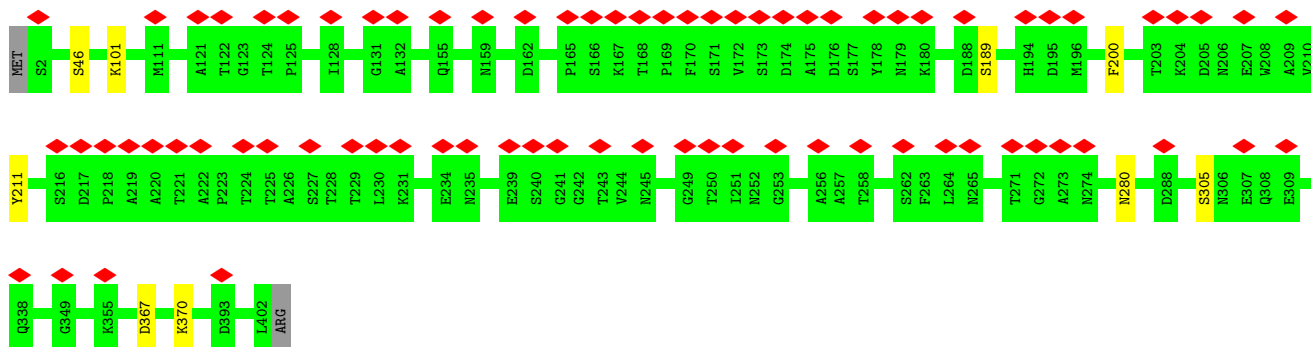 MET S2 S46 K101 M111 A121 T122 G123 T124 P125 I128 G131 A132 Q155 N159 D162 P165 S166 K167 T168 P169 F170 S171 V172 S173 D174 A175 D176 S177 Y178 N179 K180 D188 S189 H194 D195 M196 F200 T203 K204 D205 N206 E207 W208 A209 V210
Y211 S216 D217 P218 A219 A220 T221 A222 P223 T224 T225 A226 S227 T228 T229 L230 K231 E234 N235 E239 S240 G241 G242 T243 V244 N245 G249 T250 I251 N252 G253 A256 A257 T258 S262 F263 L264 N265 T271 G272 A273 N274 N280 D288 S305 N306 E307 Q308 E309
Q338 G349 K355 D367 K370 D393 L402 ARG